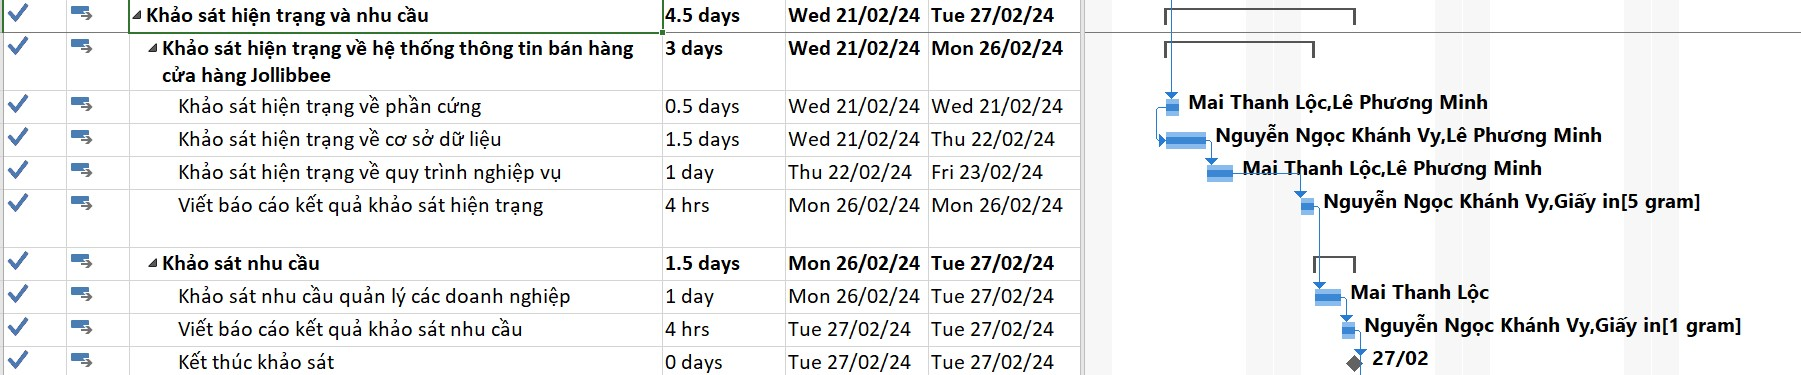 Khảo sát hiện trạng và nhu cầu 4.5 days Wed 21/02/24 Tue 27/02/24
Khảo sát hiện trạng về hệ thống thông tin bán hàng 3 days Wed 21/02/24 Mon 26/02/24
cửa hàng Jollibbee
Khảo sát hiện trạng về phần cứng 0.5 days Wed 21/02/24 Wed 21/02/24 Mai Thanh Lộc,Lê Phương Minh
Khảo sát hiện trạng về cơ sở dữ liệu 1.5 days Wed 21/02/24 Thu 22/02/24 Nguyễn Ngọc Khánh Vy,Lê Phương Minh
Khảo sát hiện trạng về quy trình nghiệp vụ 1 day Thu 22/02/24 Fri 23/02/24 Mai Thanh Lộc,Lê Phương Minh
Viết báo cáo kết quả khảo sát hiện trạng 4 hrs Mon 26/02/24 Mon 26/02/24 Nguyễn Ngọc Khánh Vy,Giấy in[5 gram]
Khảo sát nhu cầu 1.5 days Mon 26/02/24 Tue 27/02/24
Khảo sát nhu cầu quản lý các doanh nghiệp 1 day Mon 26/02/24 Tue 27/02/24 Mai Thanh Lộc
Viết báo cáo kết quả khảo sát nhu cầu 4 hrs Tue 27/02/24 Tue 27/02/24 Nguyễn Ngọc Khánh Vy,Giấy in[1 gram]
Kết thúc khảo sát 0 days Tue 27/02/24 Tue 27/02/24 27/02